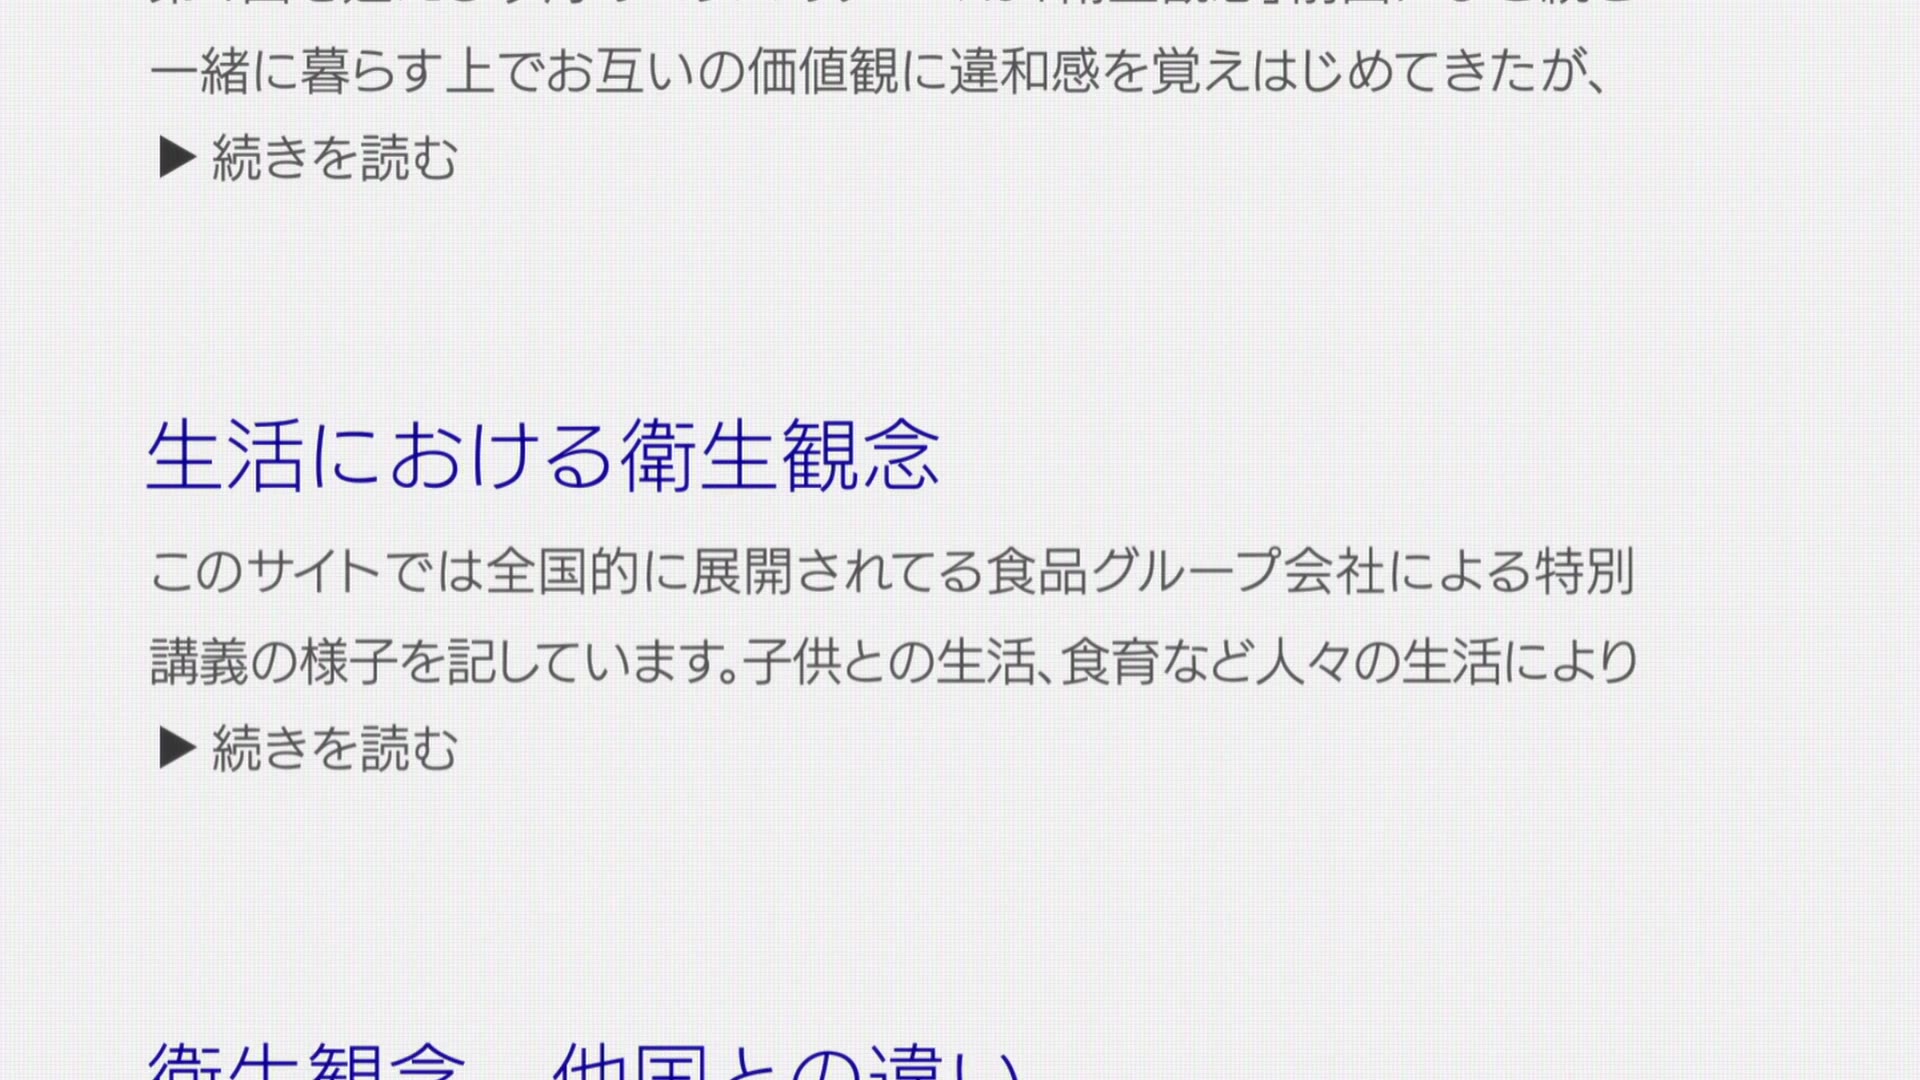 一緒に暮らす上でお互いの価値観に違和感を覚えはじめてきたが、
▶ 続きを読む
生活における衛生観念
このサイトでは全国的に展開されてる食品グループ会社による特別
講義の様子を記しています。子供との生活、食育など人々の生活により
▶ 続きを読む
衛生観念 他国との違い